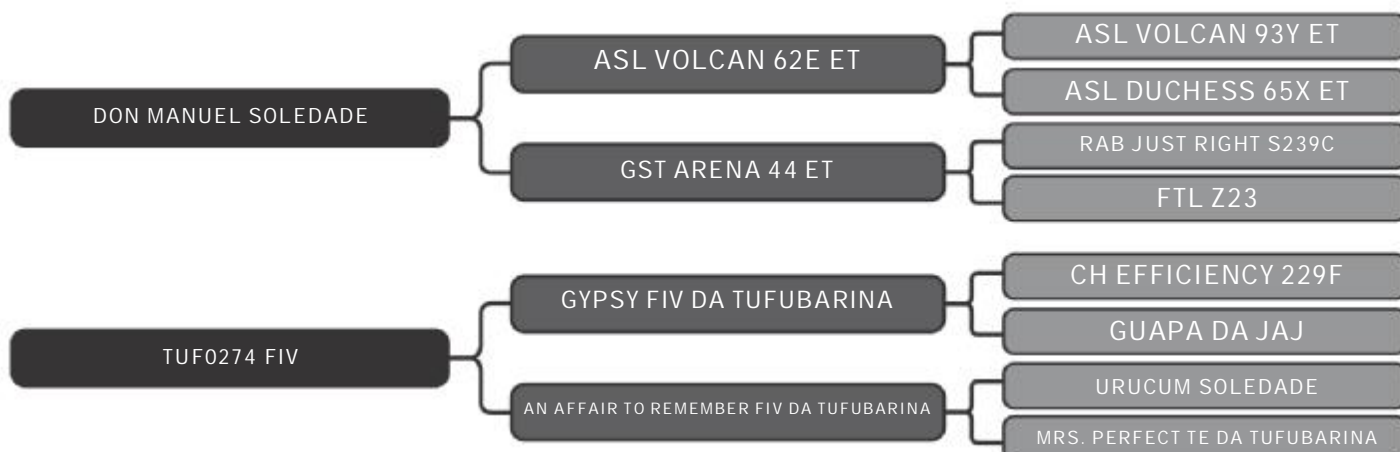 ASL VOLCAN 93Y ET
ASL VOLCAN 62E ET
ASL DUCHESS 65X ET
DON MANUEL SOLEDADE
RAB JUST RIGHT S239C
GST ARENA 44 ET
FTL Z23
CH EFFICIENCY 229F
GYPSY FIV DA TUFUBARINA
GUAPA DA JAJ
TUF0274 FIV
URUCUM SOLEDADE
AN AFFAIR TO REMEMBER FIV DA TUFUBARINA
MRS. PERFECT TE DA TUFUBARINA